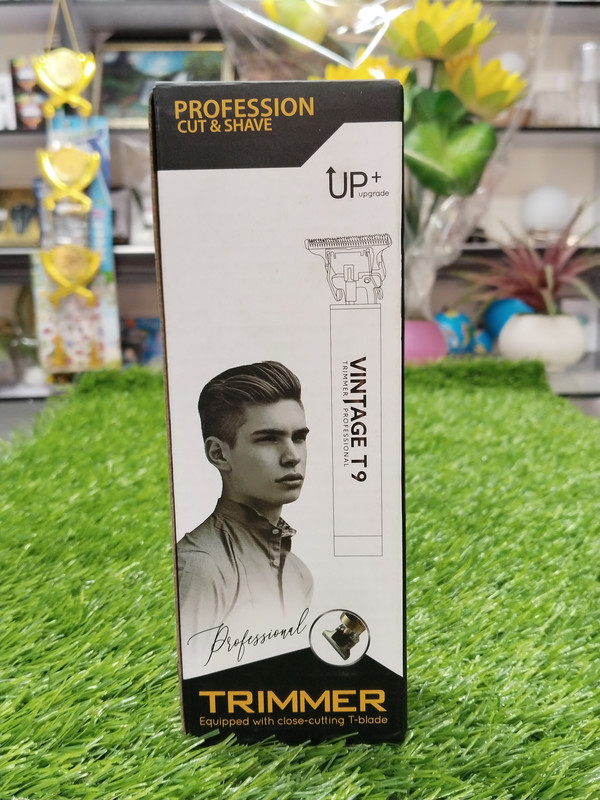 PROFESSION
CUT & SHAVE
UP+
upgrade
VINTAGE T9
TRIMMER PROFESSIONAL
Professional
TRIMMER
Equipped with close-cutting T-blade